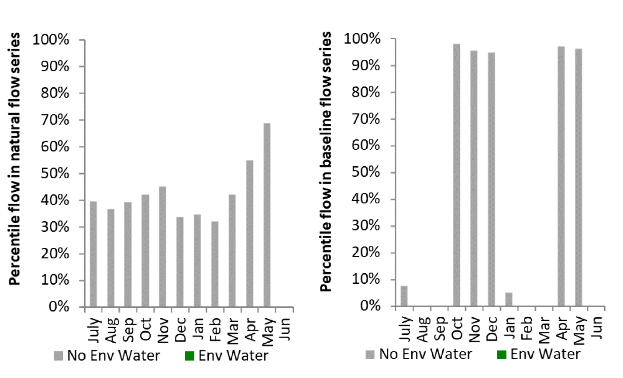 Percentile flow in natural flow series
100%
90%
80%
70%
60%
50%
40%
30%
20%
10%
0%
July
Aug
Sep
Oct
Nov
Dec
Jan
Feb
Mar
Apr
May
Jun
No Env Water
Env Water
Percentile flow in baseline flow series
100%
90%
80%
70%
60%
50%
40%
30%
20%
10%
0%
July
Aug
Sep
Oct
Nov
Dec
Jan
Feb
Mar
Apr
May
Jun
No Env Water
Env Water